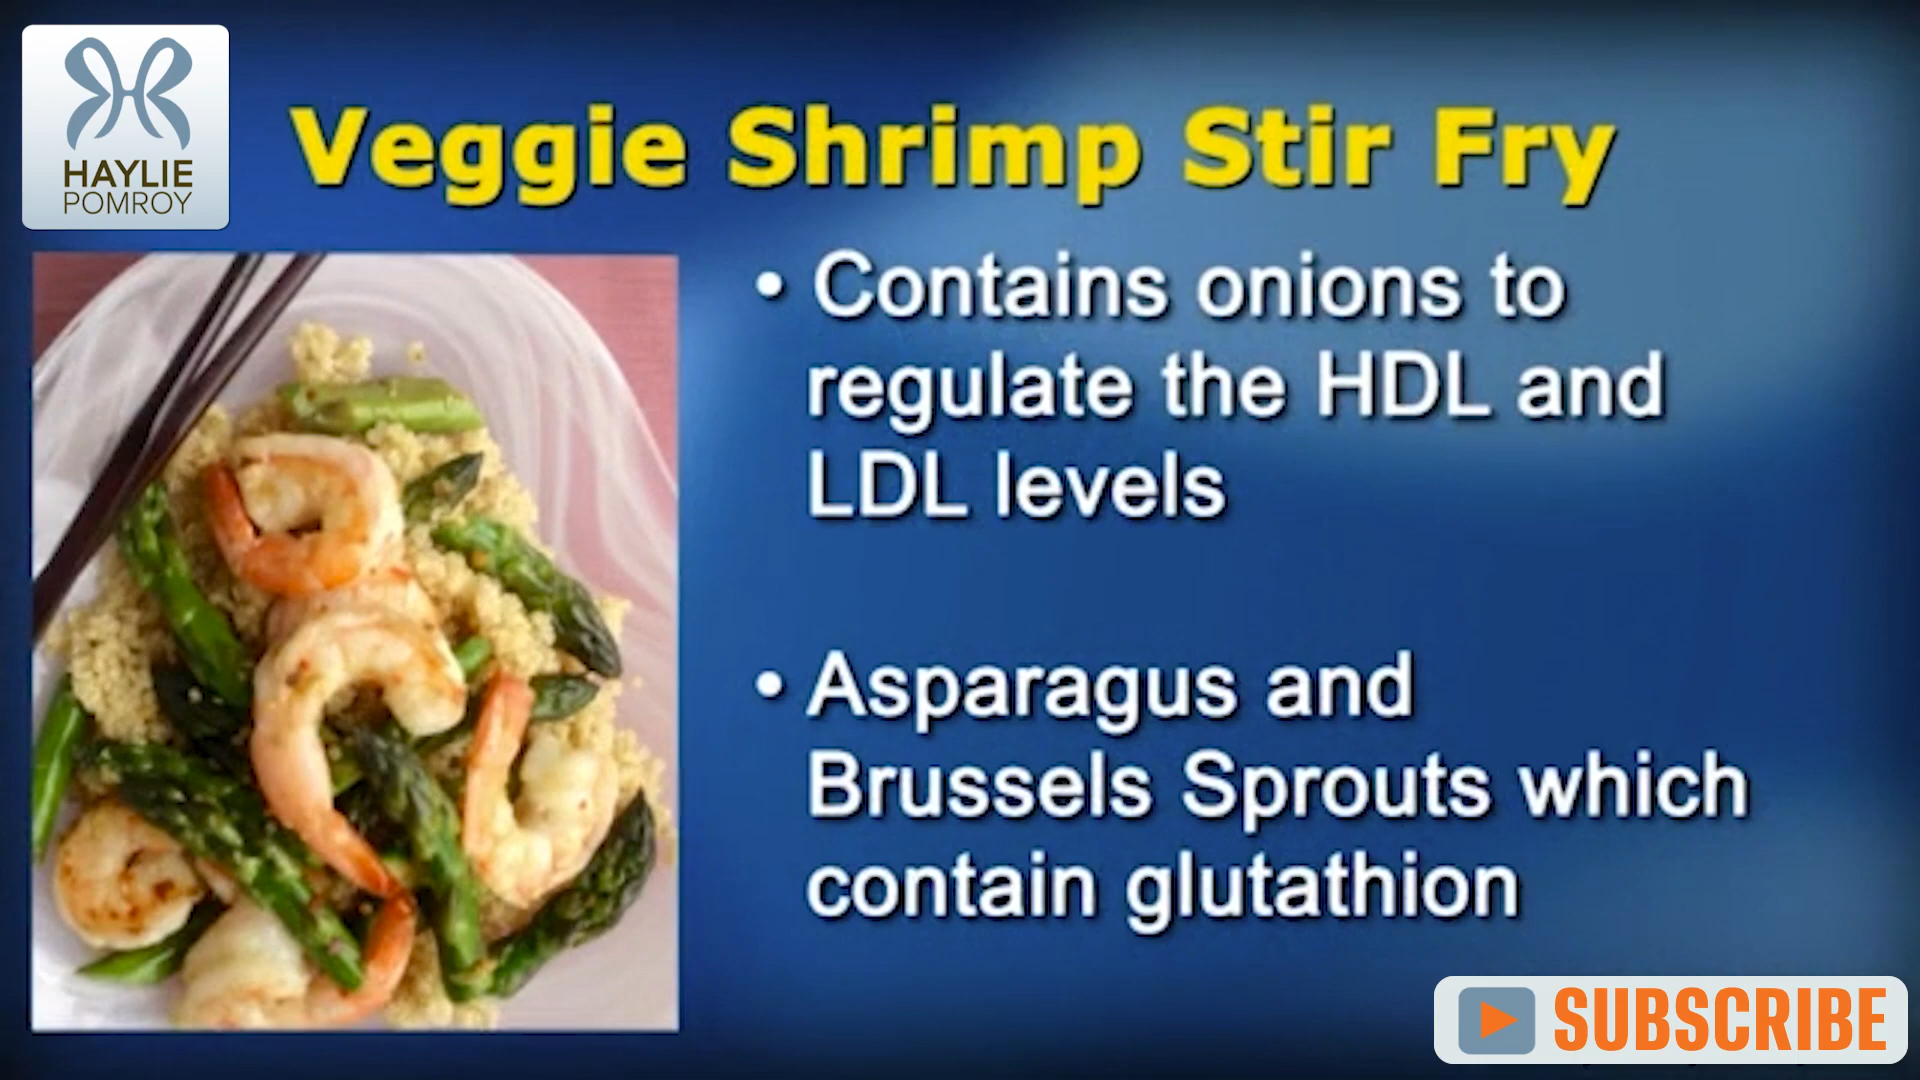 HAYLIE
POMROY
Veggie Shrimp Stir Fry
• Contains onions to
regulate the HDL and
LDL levels
• Asparagus and
Brussels Sprouts which
contain glutathion
SUBSCRIBE